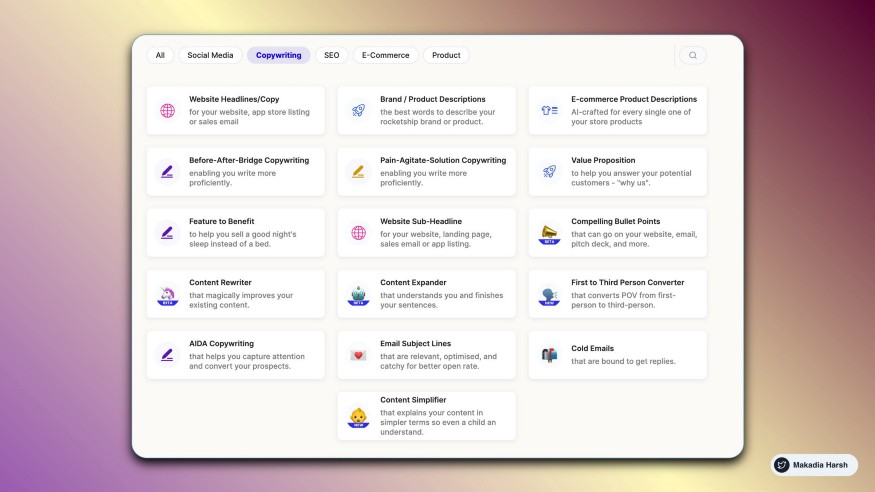 All
Social Media
Copywriting
SEO
E-Commerce
Product
Website Headlines/Copy
for your website, app store listing
or sales email
Brand / Product Descriptions
the best words to describe your
rocketship brand or product.
E-commerce Product Descriptions
AI-crafted for every single one of
your store products
Before-After-Bridge Copywriting
enabling you write more
proficiently.
Pain-Agitate-Solution Copywriting
enabling you write more
proficiently.
Value Proposition
to help you answer your potential
customers - "why us".
Feature to Benefit
to help you sell a good night's
sleep instead of a bed.
Website Sub-Headline
for your website, landing page,
sales email or app listing.
Compelling Bullet Points
that can go on your website, email,
pitch deck, and more.
BETA
Content Rewriter
that magically improves your
existing content.
BETA
Content Expander
that understands you and finishes
your sentences.
BETA
First to Third Person Converter
that converts POV from first-
person to third-person.
NEW
AIDA Copywriting
that helps you capture attention
and convert your prospects.
Email Subject Lines
that are relevant, optimised, and
catchy for better open rate.
Cold Emails
that are bound to get replies.
Content Simplifier
that explains your content in
simpler terms so even a child an
understand.
NEW
Makadia Harsh